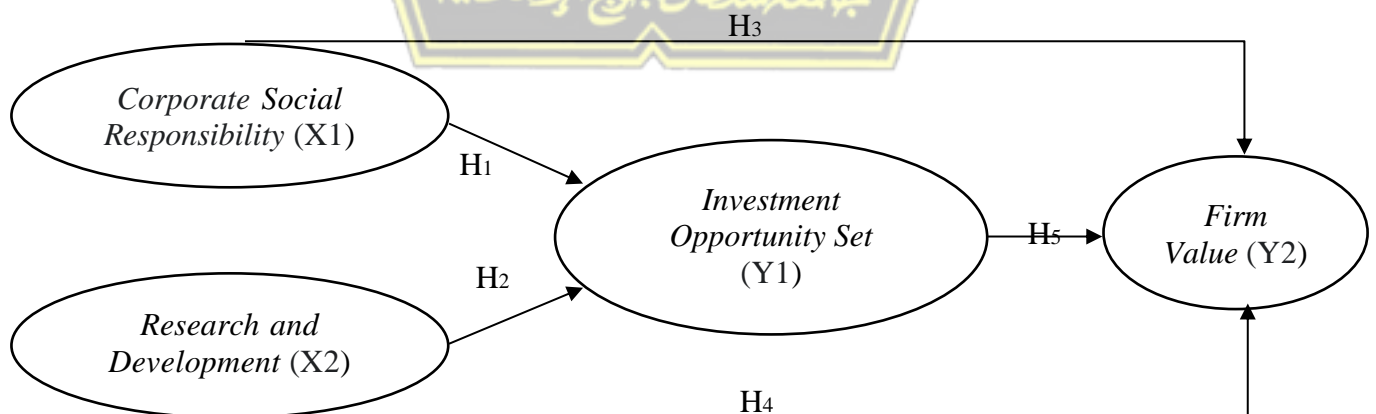 H3
Corporate Social
Responsibility (X1)
H1
Investment
Opportunity Set
(Y1)
H5
Firm
Value (Y2)
H2
Research and
Development (X2)
H4